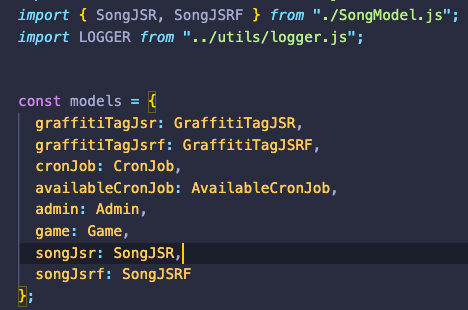 import { SongJSR, SongJSRF } from "./SongModel.js";
import LOGGER from "../utils/logger.js";
const models = {
graffitiTagJsr: GraffitiTagJSR,
graffitiTagJsrf: GraffitiTagJSRF,
cronJob: CronJob,
availableCronJob: AvailableCronJob,
admin: Admin,
game: Game,
songJsr: SongJSR,
songJsrf: SongJSRF
};